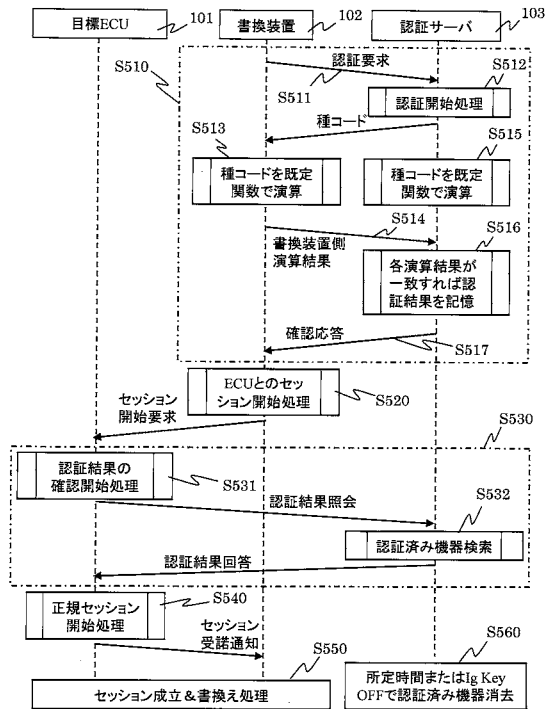 目標ECU
101
書換装置
102
認証サーバ
103
S510
認証要求
S511
S512
認証開始処理
種コード
S513
種コードを既定
関数で演算
S515
種コードを既定
関数で演算
S514
書換装置側
演算結果
S516
各演算結果が
一致すれば認
証結果を記憶
確認応答
S517
ECUとのセッ
ション開始処理
S520
セッション
開始要求
S530
認証結果の
確認開始処理
S531
認証結果照会
S532
認証済み機器検索
認証結果回答
正規セッション
開始処理
S540
セッション
受諾通知
S550
セッション成立&書換え処理
S560
所定時間またはIg Key
OFFで認証済み機器消去